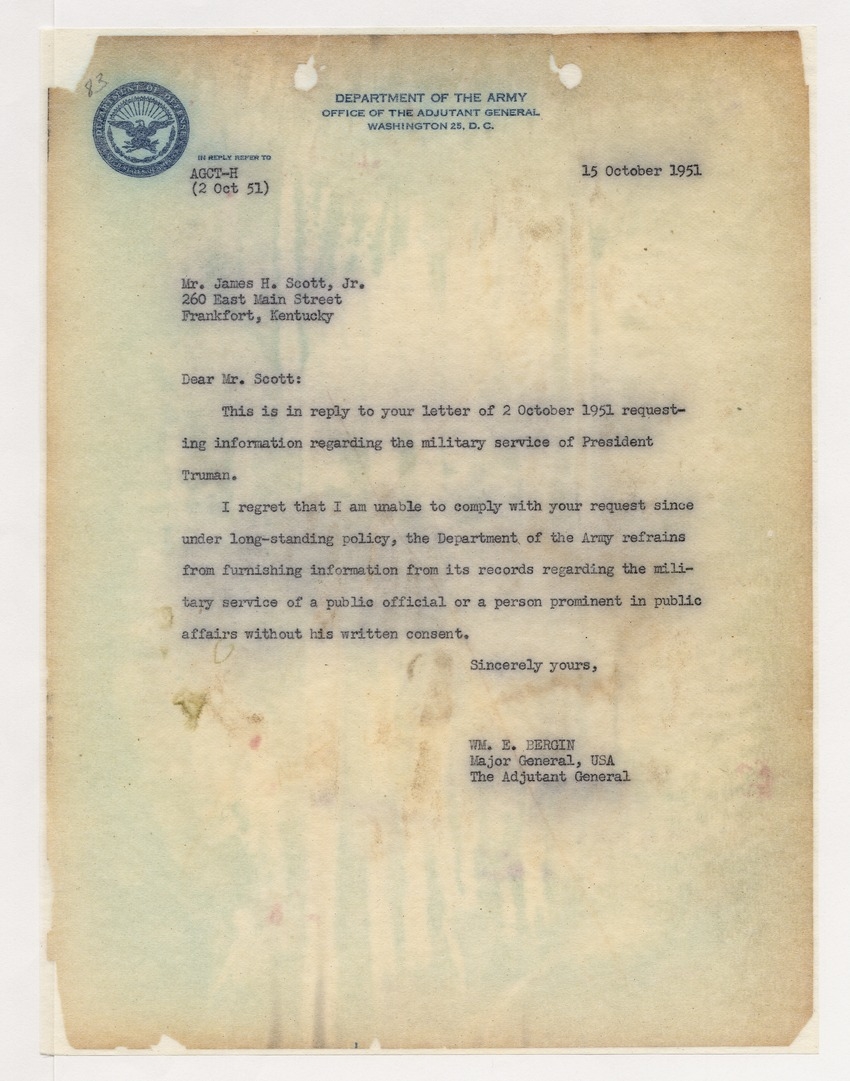 83
DEPARTMENT OF THE ARMY
OFFICE OF THE ADJUTANT GENERAL
WASHINGTON 25, D. C.
DEPARTMENT OF DEFENSE
IN REPLY REFER TO
AGCT-H
(2 Oct 51)
15 October 1951
Mr. James H. Scott, Jr.
260 East Main Street
Frankfort, Kentucky
Dear Mr. Scott:
This is in reply to your letter of 2 October 1951 request-
ing information regarding the military service of President
Truman.
I regret that I am unable to comply with your request since
under long-standing policy, the Department of the Army refrains
from furnishing information from its records regarding the mili-
tary service of a public official or a person prominent in public
affairs without his written consent.
Sincerely yours,
WM. E. BERGIN
Major General, USA
The Adjutant General